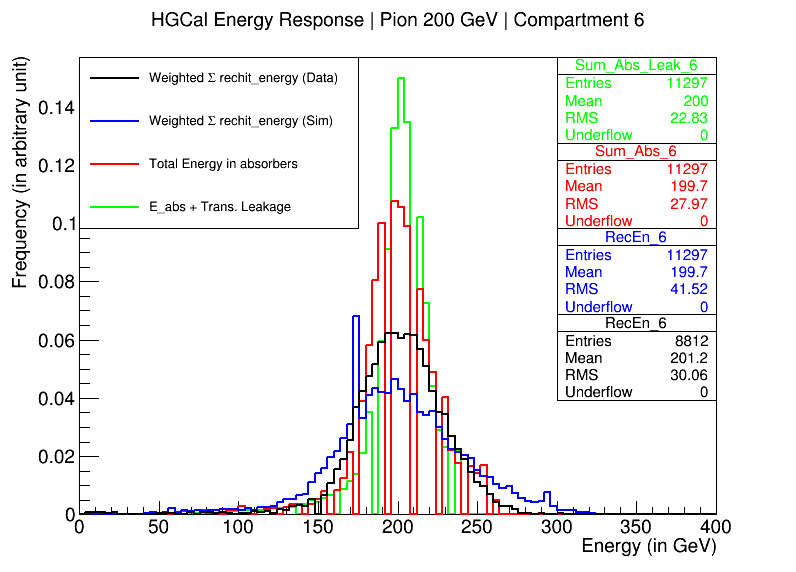 HGCal Energy Response | Pion 200 GeV | Compartment 6
Frequency (in arbitrary unit)
Weighted Σ rechit_energy (Data)
Weighted Σ rechit_energy (Sim)
Total Energy in absorbers
E_abs + Trans. Leakage
Sum_Abs_Leak_6
Entries 11297
Mean 200
RMS 22.83
Underflow 0
Sum_Abs_6
Entries 11297
Mean 199.7
RMS 27.97
Underflow 0
RecEn_6
Entries 11297
Mean 199.7
RMS 41.52
Underflow 0
RecEn_6
Entries 8812
Mean 201.2
RMS 30.06
Underflow 0
0.14
0.12
0.1
0.08
0.06
0.04
0.02
0
0 50 100 150 200 250 300 350 400
Energy (in GeV)